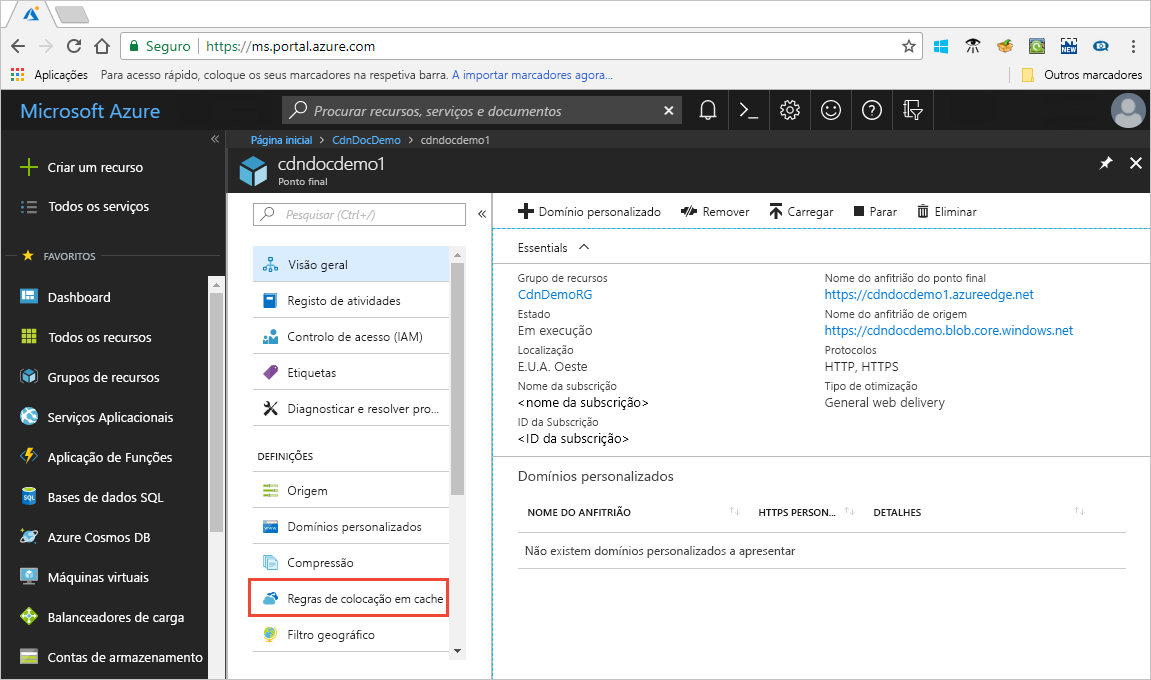 Seguro https://ms.portal.azure.com
Aplicações Para acesso rápido, coloque os seus marcadores na respetiva barra. A importar marcadores agora... Outros marcadores
Microsoft Azure Procurar recursos, serviços e documentos
Página inicial > CdnDocDemo > cdndocdemo1
cdndocdemo1
Ponto final
Criar um recurso
Todos os serviços
FAVORITOS
Dashboard
Todos os recursos
Grupos de recursos
Serviços Aplicacionais
Aplicação de Funções
Bases de dados SQL
Azure Cosmos DB
Máquinas virtuais
Balanceadores de carga
Contas de armazenamento
Pesquisar (Ctrl+/)
Visão geral
Registo de atividades
Controlo de acesso (IAM)
Etiquetas
Diagnosticar e resolver pro...
DEFINIÇÕES
Origem
Domínios personalizados
Compressão
Regras de colocação em cache
Filtro geográfico
Domínio personalizado Remover Carregar Parar Eliminar
Essentials
Grupo de recursos
CdnDemoRG
Estado
Em execução
Localização
E.U.A. Oeste
Nome da subscrição
<nome da subscrição>
ID da Subscrição
<ID da subscrição>
Nome do anfitrião do ponto final
https://cdndocdemo1.azureedge.net
Nome do anfitrião de origem
https://cdndocdemo.blob.core.windows.net
Protocolos
HTTP, HTTPS
Tipo de otimização
General web delivery
Domínios personalizados
NOME DO ANFITRIÃO HTTPS PERSON... DETALHES
Não existem domínios personalizados a apresentar